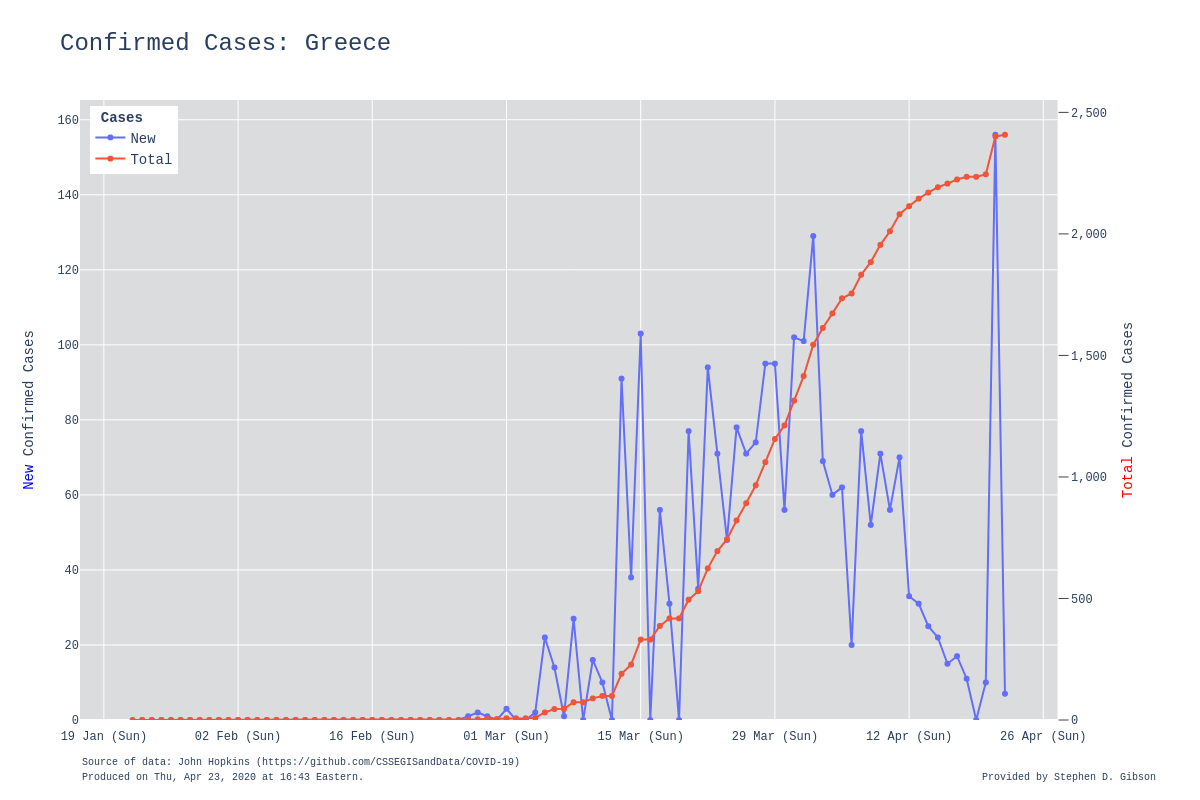 Confirmed Cases: Greece
Cases
New
Total
160
140
120
100
80
60
40
20
0
2,500
2,000
1,500
1,000
500
0
New Confirmed Cases
Total Confirmed Cases
19 Jan (Sun) 02 Feb (Sun) 16 Feb (Sun) 01 Mar (Sun) 15 Mar (Sun) 29 Mar (Sun) 12 Apr (Sun) 26 Apr (Sun)
Source of data: John Hopkins (https://github.com/CSSEGISandData/COVID-19)
Produced on Thu, Apr 23, 2020 at 16:43 Eastern.
Provided by Stephen D. Gibson